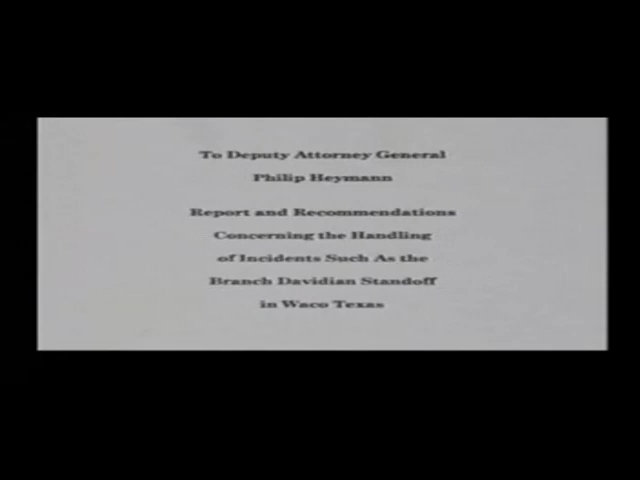 To Deputy Attorney General
Philip Heymann
Report and Recommendations
Concerning the Handling
of Incidents Such As the
Branch Davidian Standoff
in Waco Texas